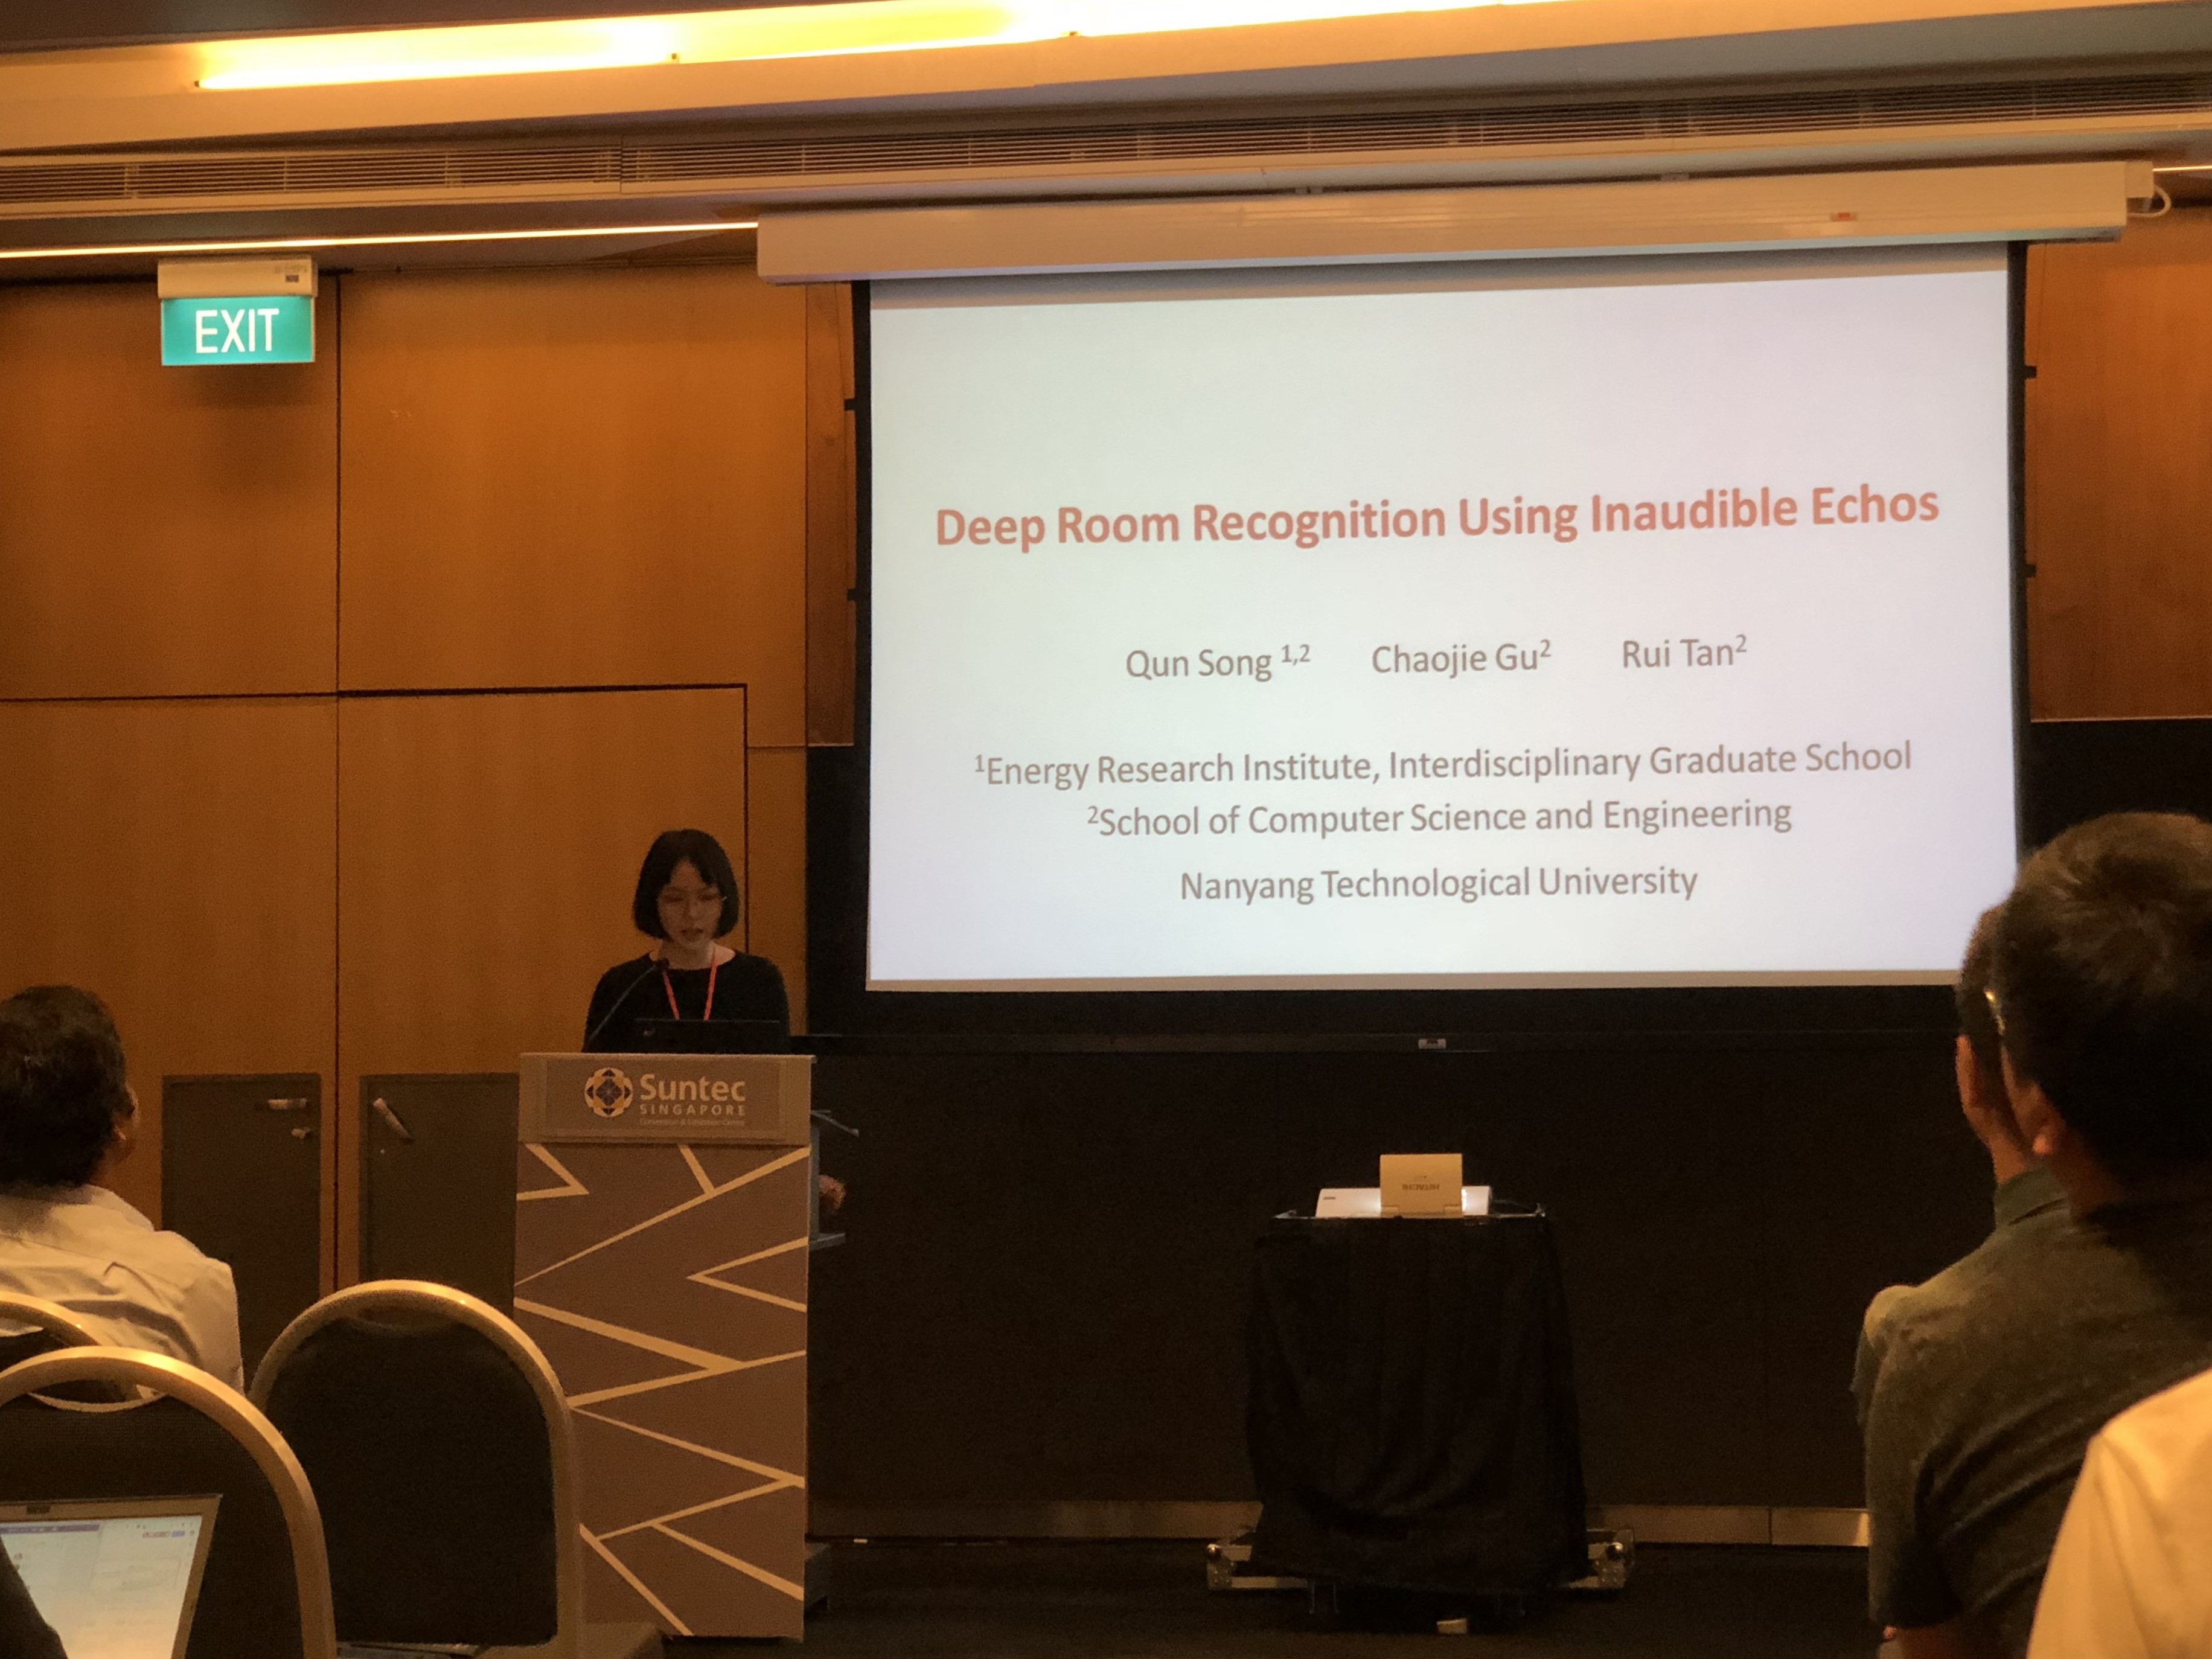 EXIT
Deep Room Recognition Using Inaudible Echos
Qun Song 1,2 Chaojie Gu2 Rui Tan2
1Energy Research Institute, Interdisciplinary Graduate School
2School of Computer Science and Engineering
Nanyang Technological University
Suntec
SINGAPORE